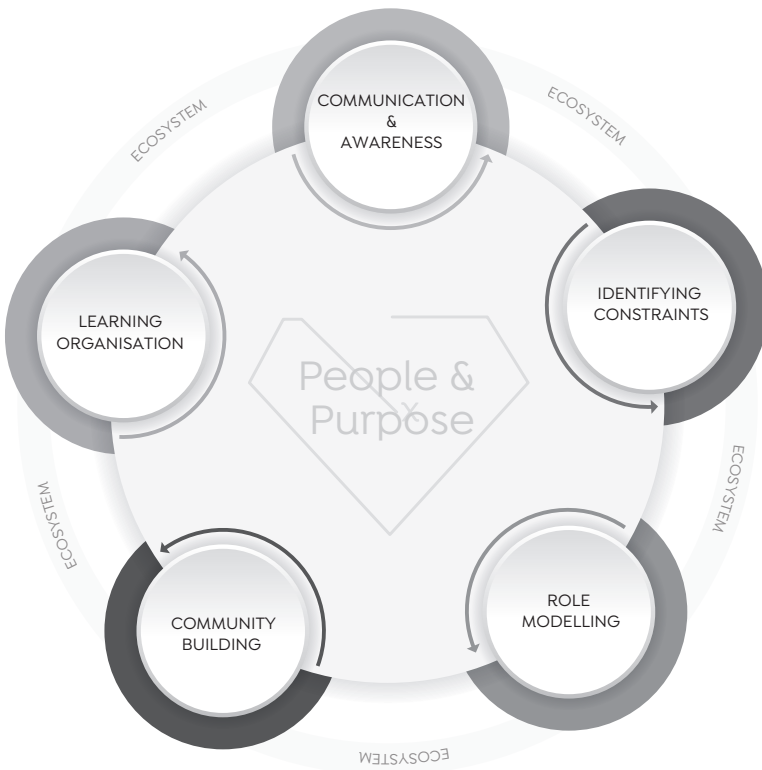 COMMUNICATION
&
AWARENESS
ECOSYSTEM
ECOSYSTEM
IDENTIFYING
CONSTRAINTS
LEARNING
ORGANISATION
People &
Purpose
ECOSYSTEM
ECOSYSTEM
ROLE
MODELLING
COMMUNITY
BUILDING
ECOSYSTEM